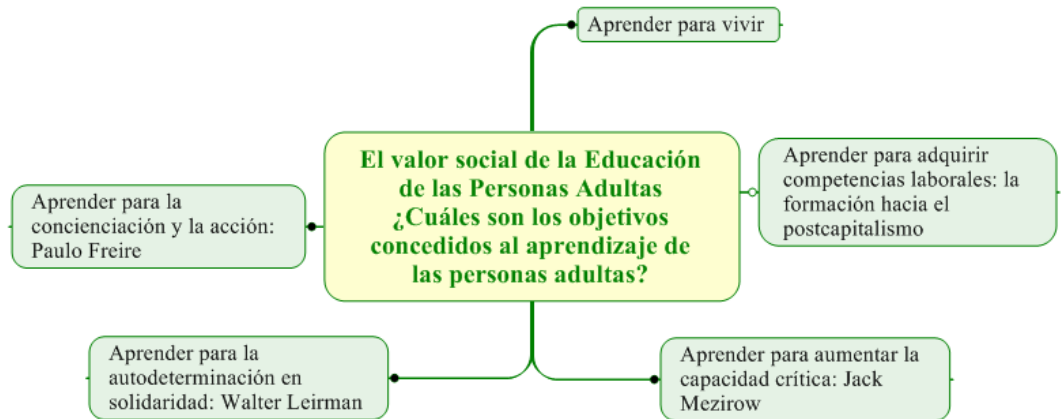 Aprender para vivir
El valor social de la Educación
de las Personas Adultas
¿Cuáles son los objetivos
concedidos al aprendizaje de
las personas adultas?
Aprender para adquirir
competencias laborales: la
formación hacia el
postcapitalismo
Aprender para la
concienciación y la acción:
Paulo Freire
Aprender para la
autodeterminación en
solidaridad: Walter Leirman
Aprender para aumentar la
capacidad crítica: Jack
Mezirow